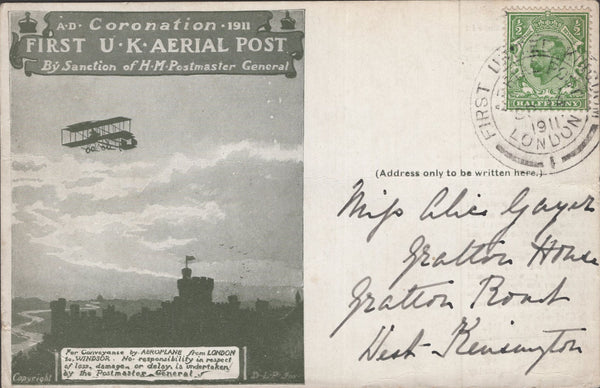 A·D· Coronation · 1911
FIRST U·K·AERIAL POST
By Sanction of H·M·Postmaster General
HALFPENNY
FIRST U
1911
LONDON
1
(Address only to be written here.)
Miss Alice Gayer
Gratton House
Gratton Road
West Kensington
For Conveyance by AEROPLANE from LONDON
to WINDSOR. No responsibility in respect
of loss, damage, or delay, is undertaken
by the Postmaster General.
Copyright
D·L·P·